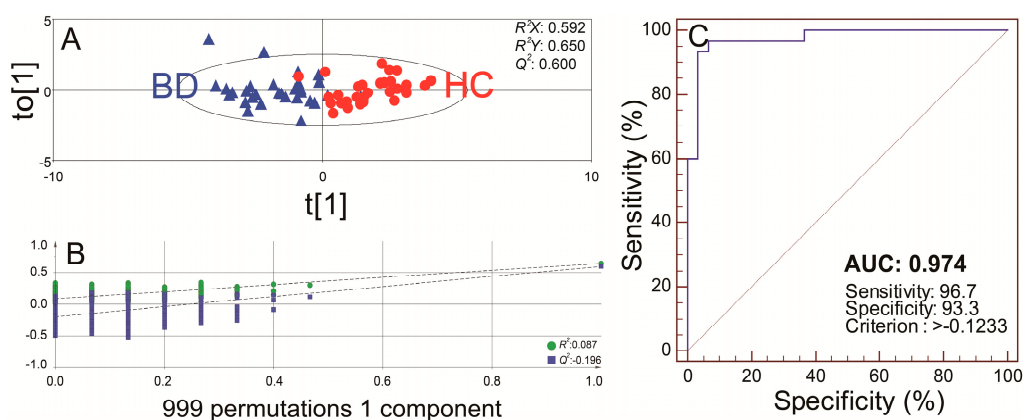 A
5
R²X: 0.592
R²Y: 0.650
Q²: 0.600
to[1]
BD
HC
0
-5
-10
0
10
t[1]
B
1.0
0.5
0.0
-0.5
-1.0
R²:0.087
Q²:-0.196
0.0
0.2
0.4
0.6
0.8
1.0
999 permutations 1 component
C
100
80
60
40
20
0
Sensitivity (%)
AUC: 0.974
Sensitivity: 96.7
Specificity: 93.3
Criterion : >-0.1233
0
20
40
60
80
100
Specificity (%)